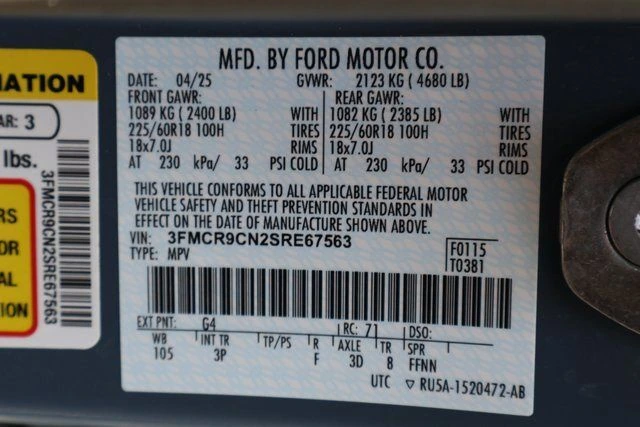 MATION
AR: 3
lbs.
RS
OR
AL
ION
3FMCR9CN2SRE67563
MFD. BY FORD MOTOR CO.
DATE: 04/25 GVWR: 2123 KG ( 4680 LB)
FRONT GAWR: REAR GAWR:
1089 KG ( 2400 LB) WITH 1082 KG ( 2385 LB) WITH
225/60R18 100H TIRES 225/60R18 100H TIRES
18x7.0J RIMS 18x7.0J RIMS
AT 230 kPa/ 33 PSI COLD AT 230 kPa/ 33 PSI COLD
THIS VEHICLE CONFORMS TO ALL APPLICABLE FEDERAL MOTOR
VEHICLE SAFETY AND THEFT PREVENTION STANDARDS IN
EFFECT ON THE DATE OF MANUFACTURE SHOWN ABOVE.
VIN: 3FMCR9CN2SRE67563 F0115
TYPE: MPV T0381
EXT PNT: G4 RC: 71 DSO:
WB INT TR TP/PS R AXLE TR SPR
105 3P F 3D 8 FFNN
UTC ▽ RU5A-1520472-AB